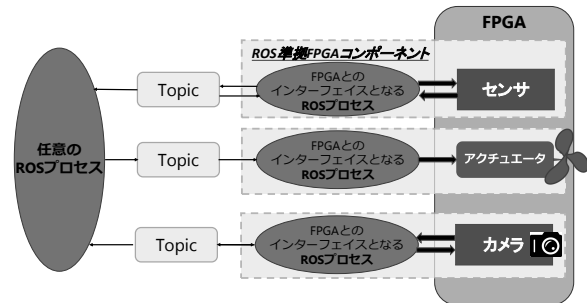 FPGA
ROS準拠FPGAコンポーネント
FPGAとの
インターフェイスとなる
ROSプロセス
Topic
センサ
任意の
ROSプロセス
Topic
FPGAとの
インターフェイスとなる
ROSプロセス
アクチュエータ
Topic
FPGAとの
インターフェイスとなる
ROSプロセス
カメラ